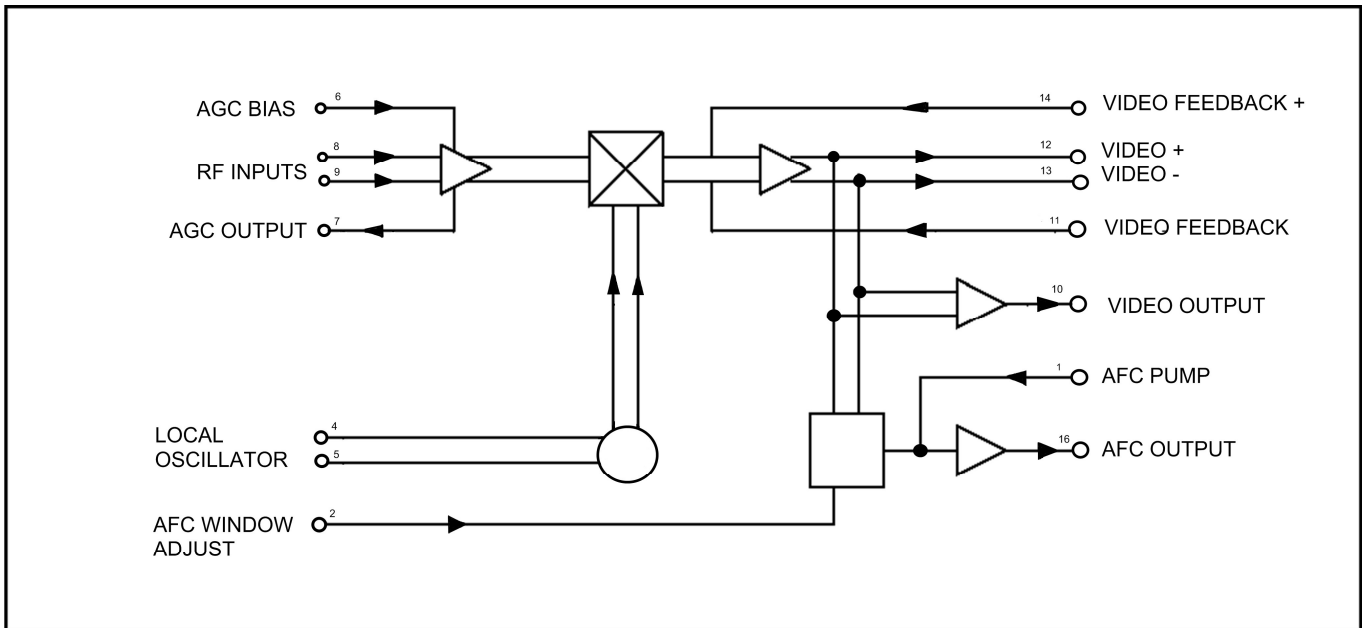 AGC BIAS
6
8
RF INPUTS
9
AGC OUTPUT
7
LOCAL
OSCILLATOR
4
5
AFC WINDOW
ADJUST
2
14
VIDEO FEEDBACK +
12
VIDEO +
13
VIDEO -
11
VIDEO FEEDBACK
10
VIDEO OUTPUT
1
AFC PUMP
16
AFC OUTPUT